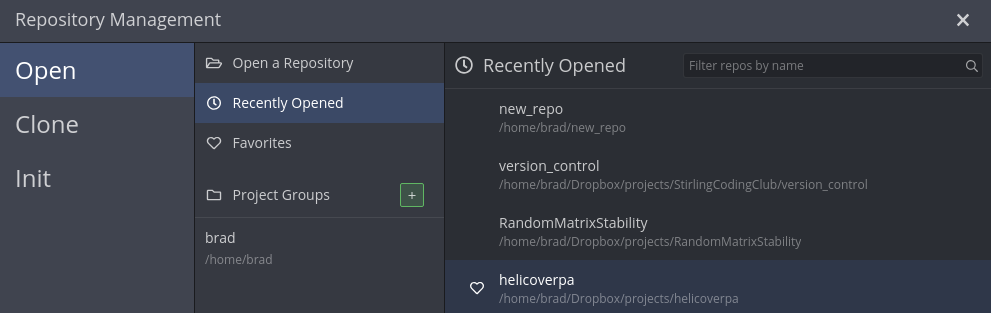 Repository Management
Open
Clone
Init
Open a Repository
Recently Opened
Favorites
Project Groups
+
brad
/home/brad
Recently Opened
Filter repos by name
new_repo
/home/brad/new_repo
version_control
/home/brad/Dropbox/projects/StirlingCodingClub/version_control
RandomMatrixStability
/home/brad/Dropbox/projects/RandomMatrixStability
helicoverpa
/home/brad/Dropbox/projects/helicoverpa